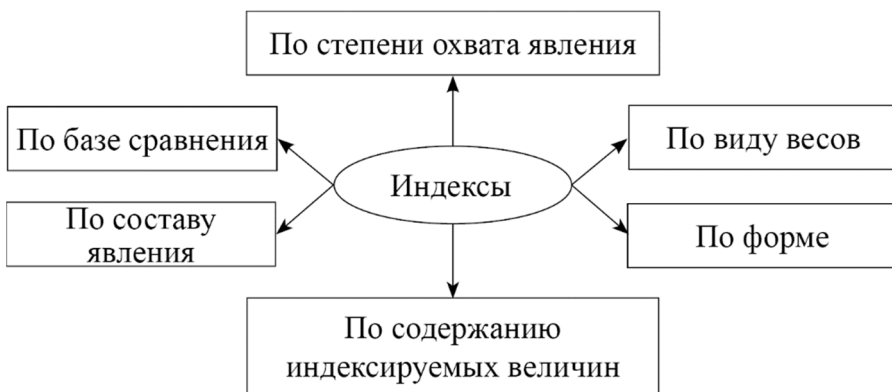 По степени охвата явления
По базе сравнения
По виду весов
Индексы
По составу
явления
По форме
По содержанию
индексируемых величин